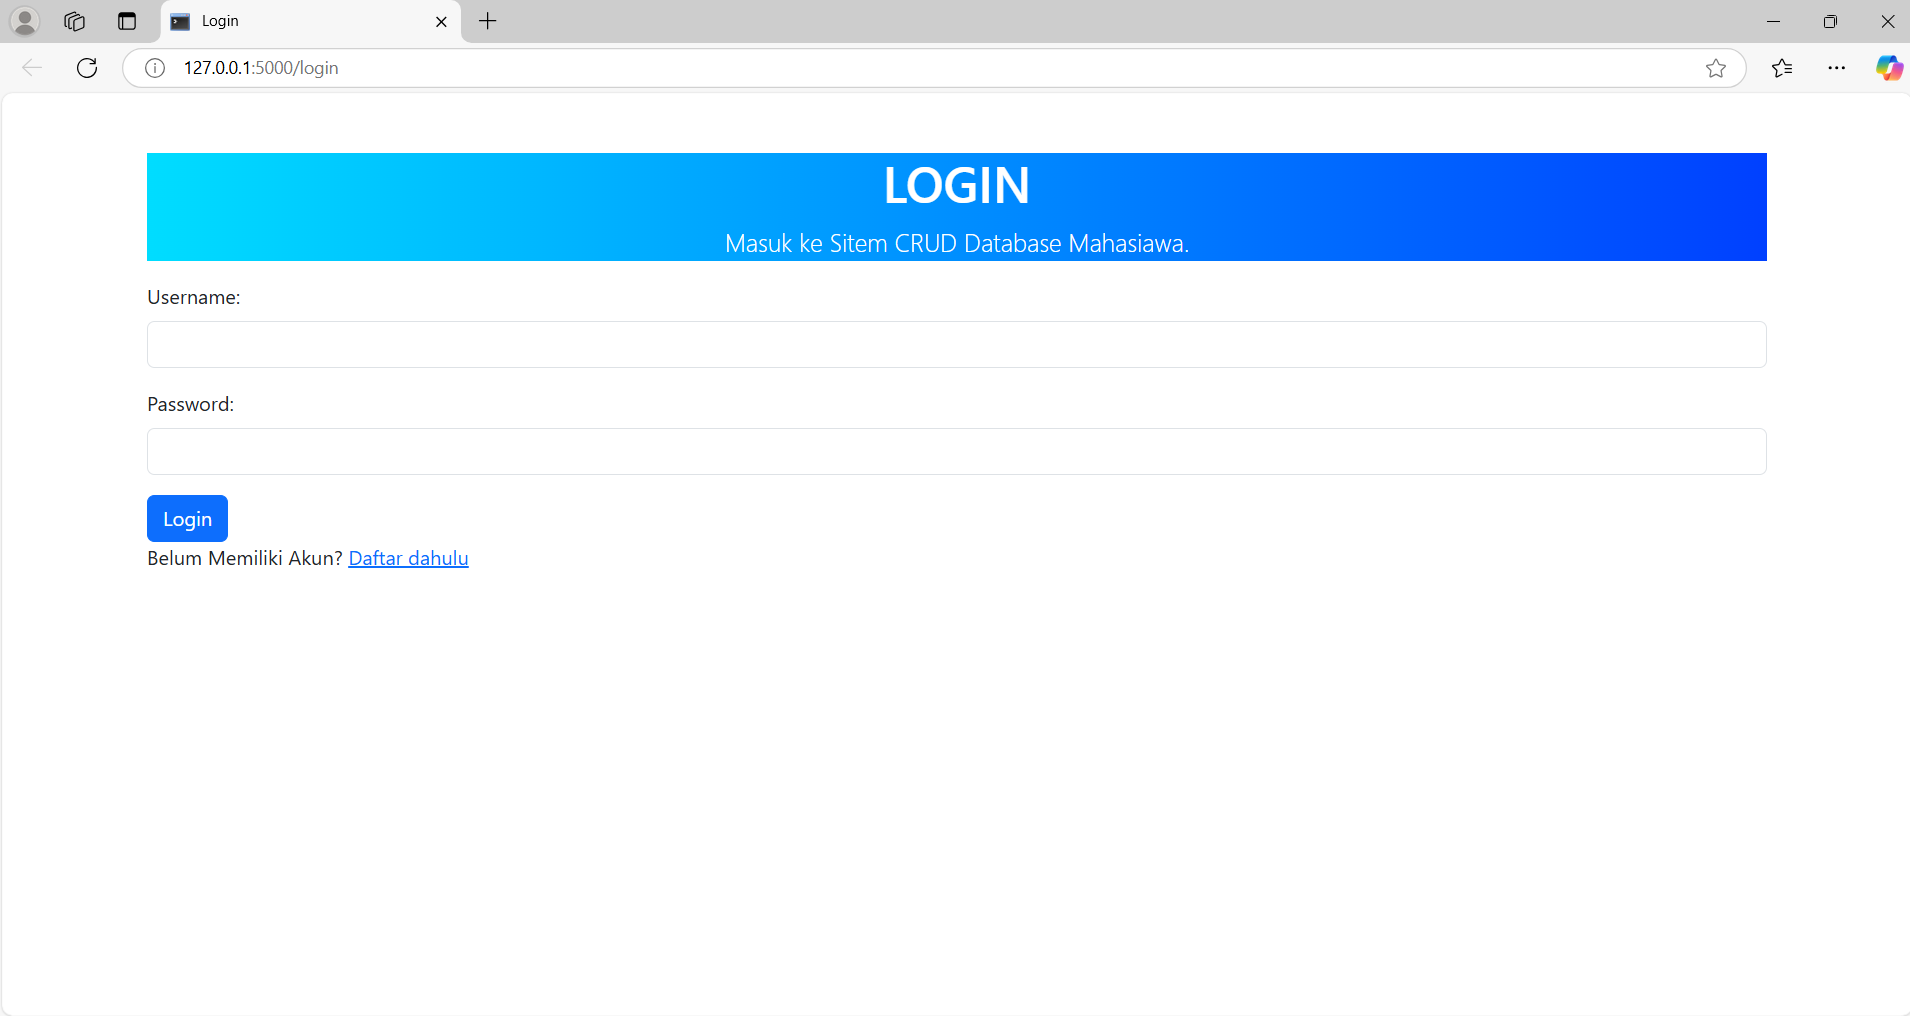 Login
127.0.0.1:5000/login
LOGIN
Masuk ke Sitem CRUD Database Mahasiawa.
Username:
Password:
Login
Belum Memiliki Akun? Daftar dahulu